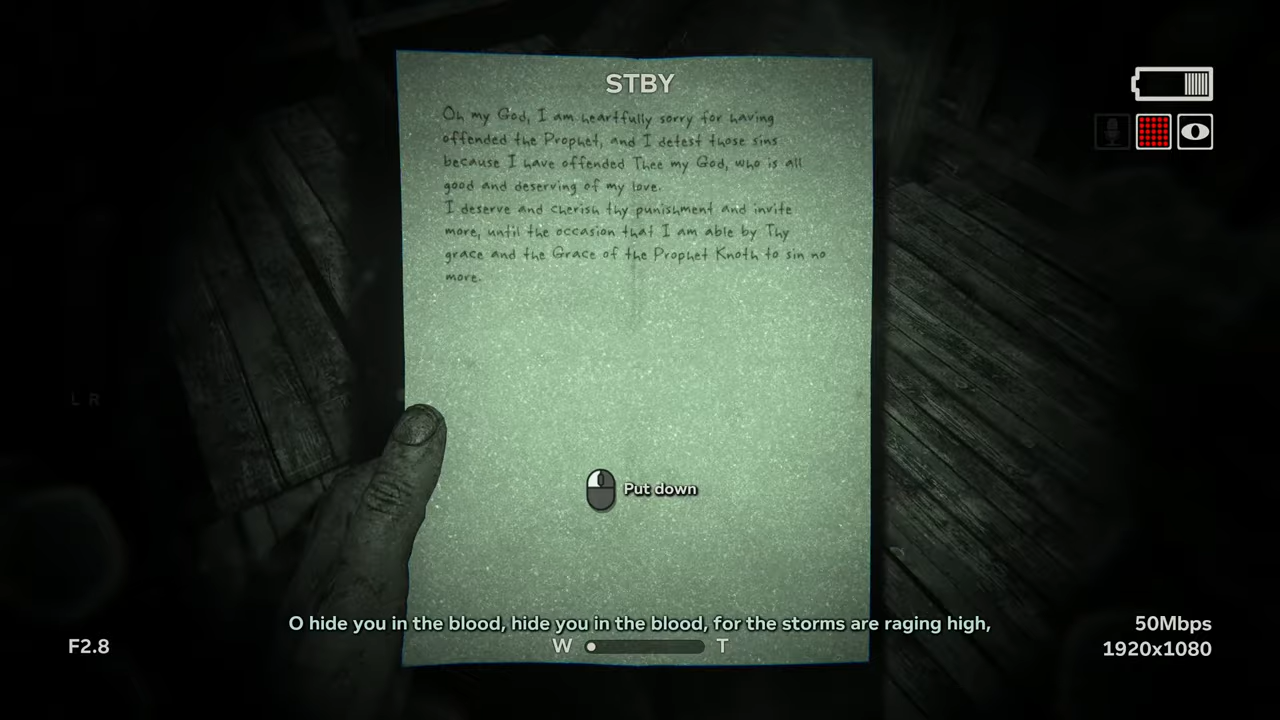 STBY
Oh my God, I am heartfully sorry for having
offended the Prophet, and I detest those sins
because I have offended Thee my God, who is all
good and deserving of my love.
I deserve and cherish thy punishment and invite
more, until the occasion that I am able by Thy
grace and the Grace of the Prophet Knoth to sin no
more.
L R
Put down
O hide you in the blood, hide you in the blood, for the storms are raging high,
F2.8
W T
50Mbps
1920x1080